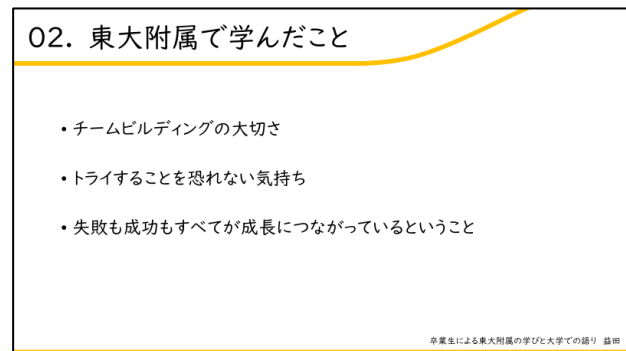 02. 東大附属で学んだこと
• チームビルディングの大切さ
• トライすることを恐れない気持ち
• 失敗も成功もすべてが成長につながっているということ
卒業生による東大附属の学びと大学での語り 益田